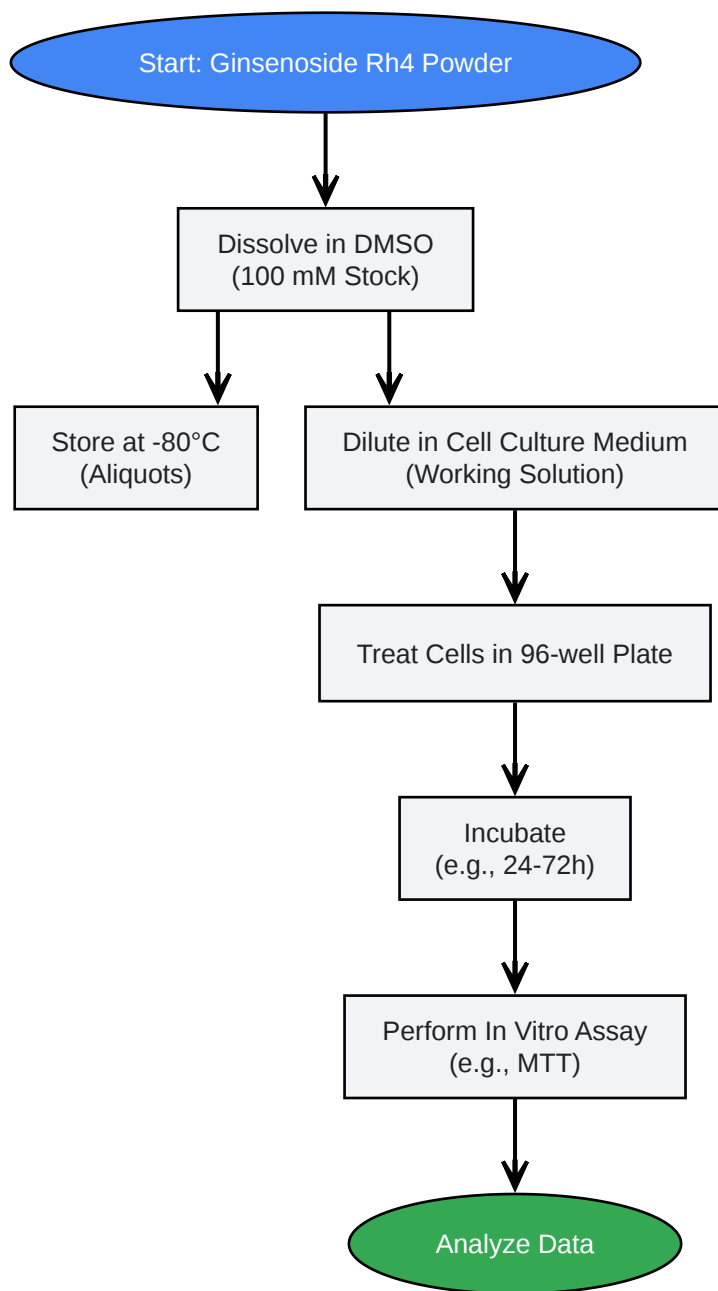 Start: Ginsenoside Rh4 Powder
Dissolve in DMSO
(100 mM Stock)
Store at -80°C
(Aliquots)
Dilute in Cell Culture Medium
(Working Solution)
Treat Cells in 96-well Plate
Incubate
(e.g., 24-72h)
Perform In Vitro Assay
(e.g., MTT)
Analyze Data